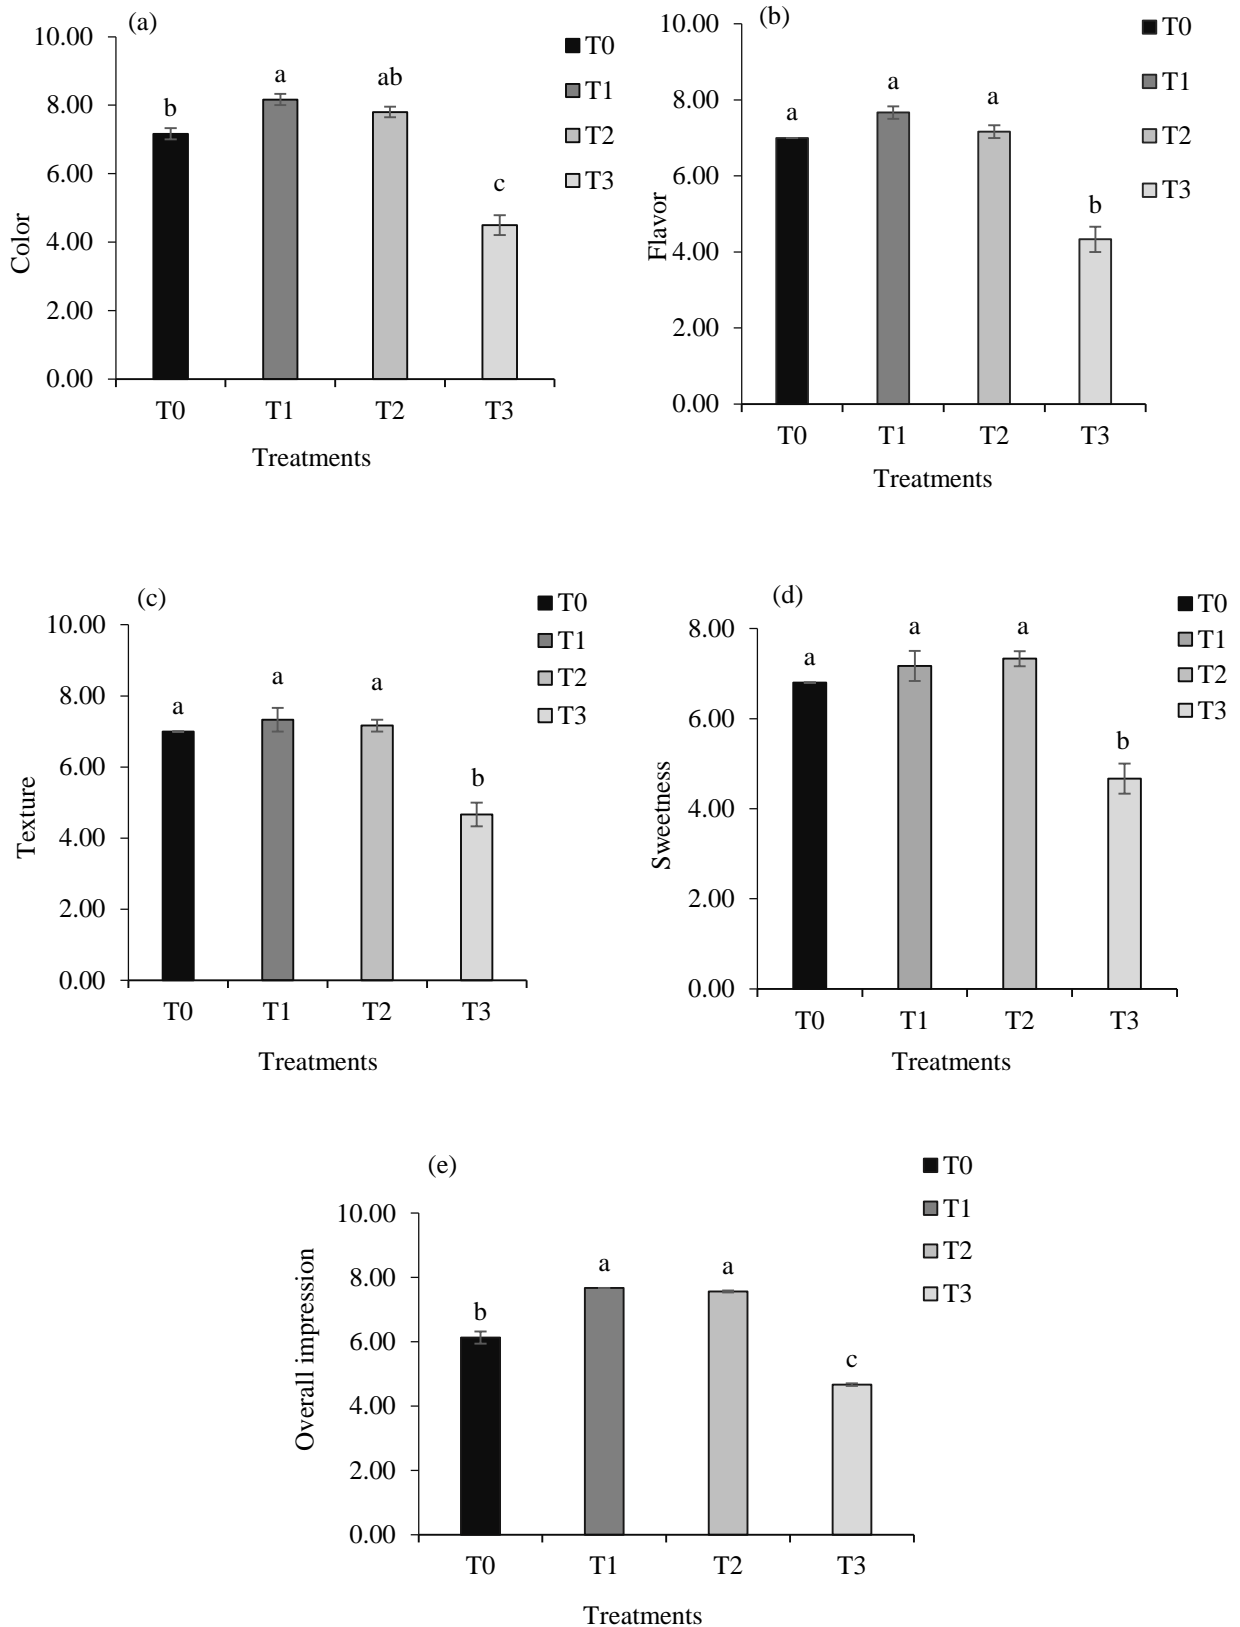 (a)
10.00
8.00
6.00
4.00
2.00
0.00
Color
b
a
ab
c
T0
T1
T2
T3
Treatments
T0
T1
T2
T3
(b)
10.00
8.00
6.00
4.00
2.00
0.00
Flavor
a
a
a
b
T0
T1
T2
T3
Treatments
T0
T1
T2
T3
(c)
10.00
8.00
6.00
4.00
2.00
0.00
Texture
a
a
a
b
T0
T1
T2
T3
Treatments
T0
T1
T2
T3
(d)
8.00
6.00
4.00
2.00
0.00
Sweetness
a
a
a
b
T0
T1
T2
T3
Treatments
T0
T1
T2
T3
(e)
10.00
8.00
6.00
4.00
2.00
0.00
Overall impression
b
a
a
c
T0
T1
T2
T3
Treatments
T0
T1
T2
T3